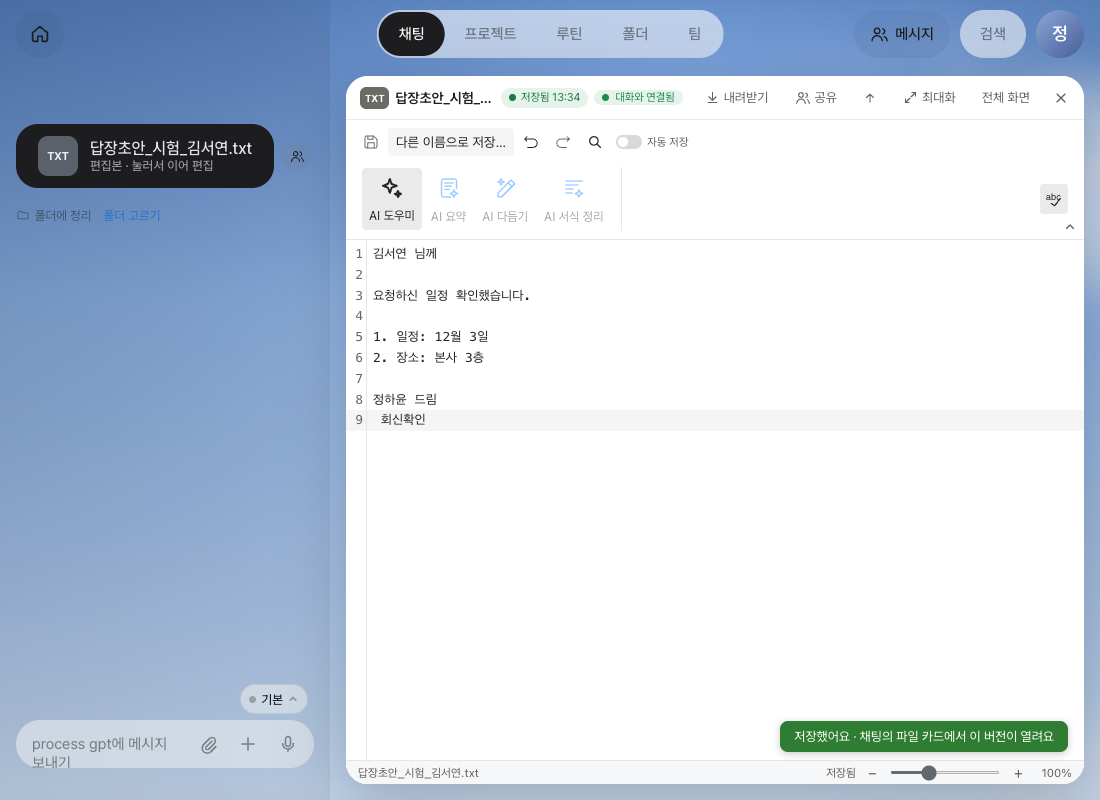 채팅
프로젝트
루틴
폴더
팀
메시지
검색
정
TXT
답장초안_시험_김서연.txt
편집본 · 눌러서 이어 편집
폴더에 정리 폴더 고르기
기본
process gpt에 메시지
보내기
TXT 답장초안_시험_... 저장됨 13:34 대화와 연결됨 내려받기 공유 최대화 전체 화면
다른 이름으로 저장... 자동 저장
AI 도우미 AI 요약 AI 다듬기 AI 서식 정리
abc
1 김서연 님께
2
3 요청하신 일정 확인했습니다.
4
5 1. 일정: 12월 3일
6 2. 장소: 본사 3층
7
8 정하윤 드림
9 회신확인
저장했어요 · 채팅의 파일 카드에서 이 버전이 열려요
답장초안_시험_김서연.txt 저장됨 − + 100%